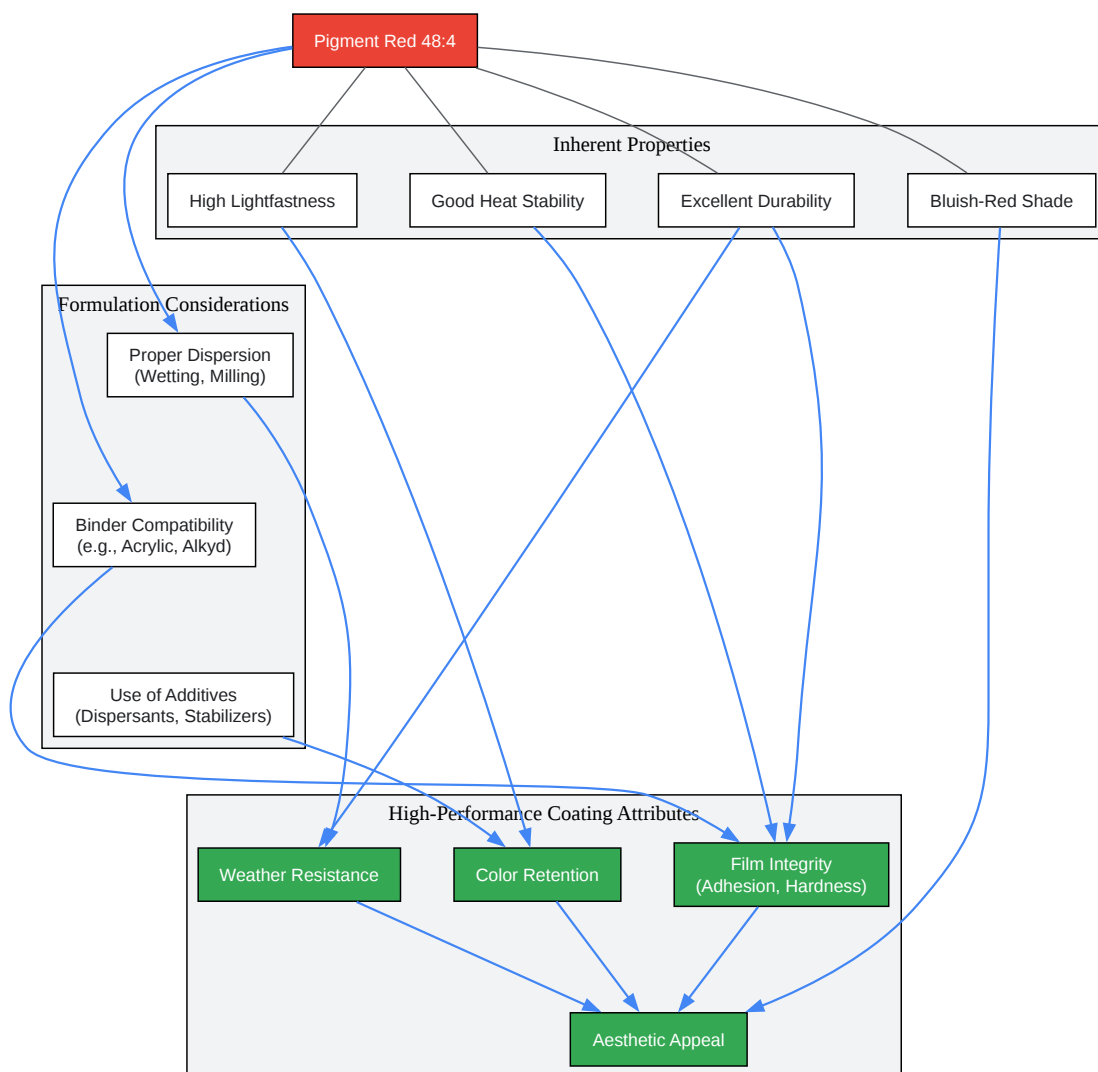 Pigment Red 48:4
Inherent Properties
High Lightfastness
Good Heat Stability
Excellent Durability
Bluish-Red Shade
Formulation Considerations
Proper Dispersion
(Wetting, Milling)
Binder Compatibility
(e.g., Acrylic, Alkyd)
Use of Additives
(Dispersants, Stabilizers)
High-Performance Coating Attributes
Weather Resistance
Color Retention
Film Integrity
(Adhesion, Hardness)
Aesthetic Appeal